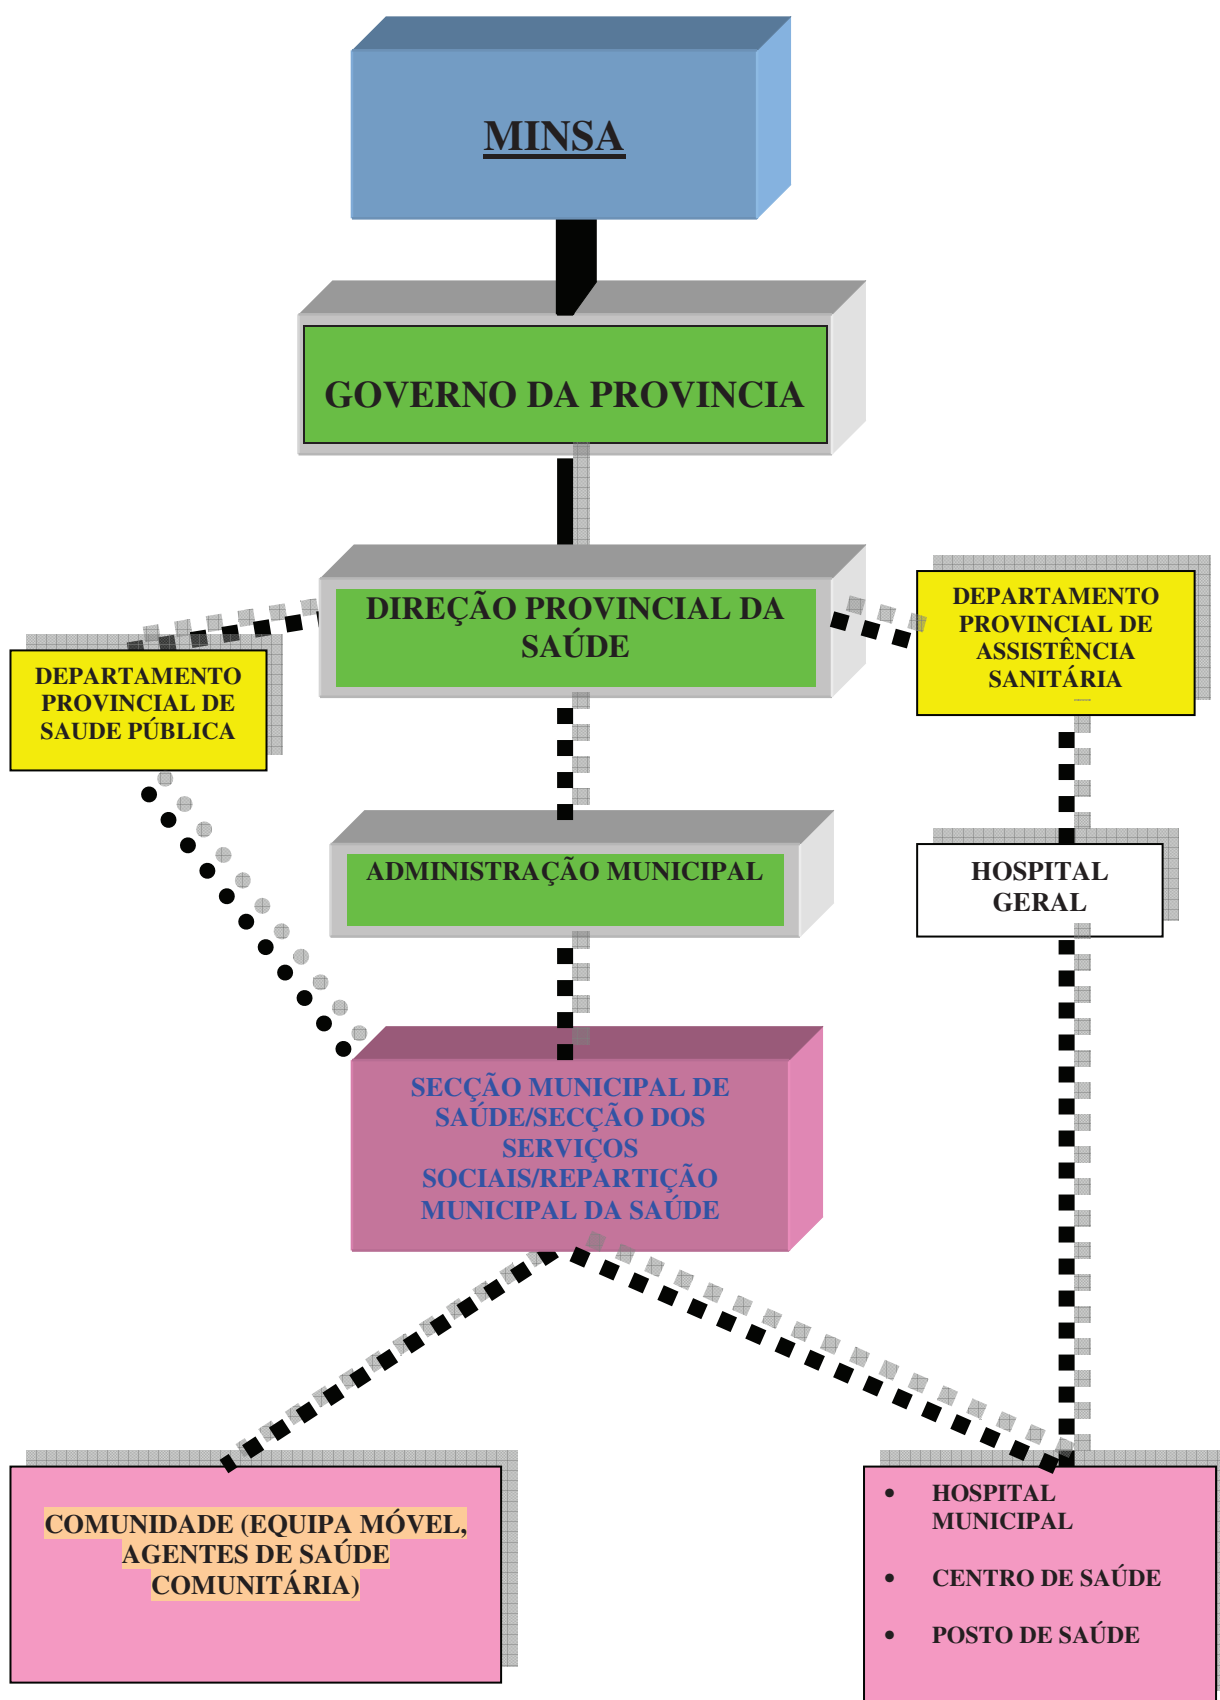 MINSA
GOVERNO DA PROVINCIA
DIREÇÃO PROVINCIAL DA
SAÚDE
DEPARTAMENTO
PROVINCIAL DE
ASSISTÊNCIA
SANITÁRIA
DEPARTAMENTO
PROVINCIAL DE
SAUDE PÚBLICA
ADMINISTRAÇÃO MUNICIPAL
HOSPITAL
GERAL
SECÇÃO MUNICIPAL DE
SAÚDE/SECÇÃO DOS
SERVIÇOS
SOCIAIS/REPARTIÇÃO
MUNICIPAL DA SAÚDE
COMUNIDADE (EQUIPA MÓVEL,
AGENTES DE SAÚDE
COMUNITÁRIA)
• HOSPITAL
MUNICIPAL
• CENTRO DE SAÚDE
• POSTO DE SAÚDE